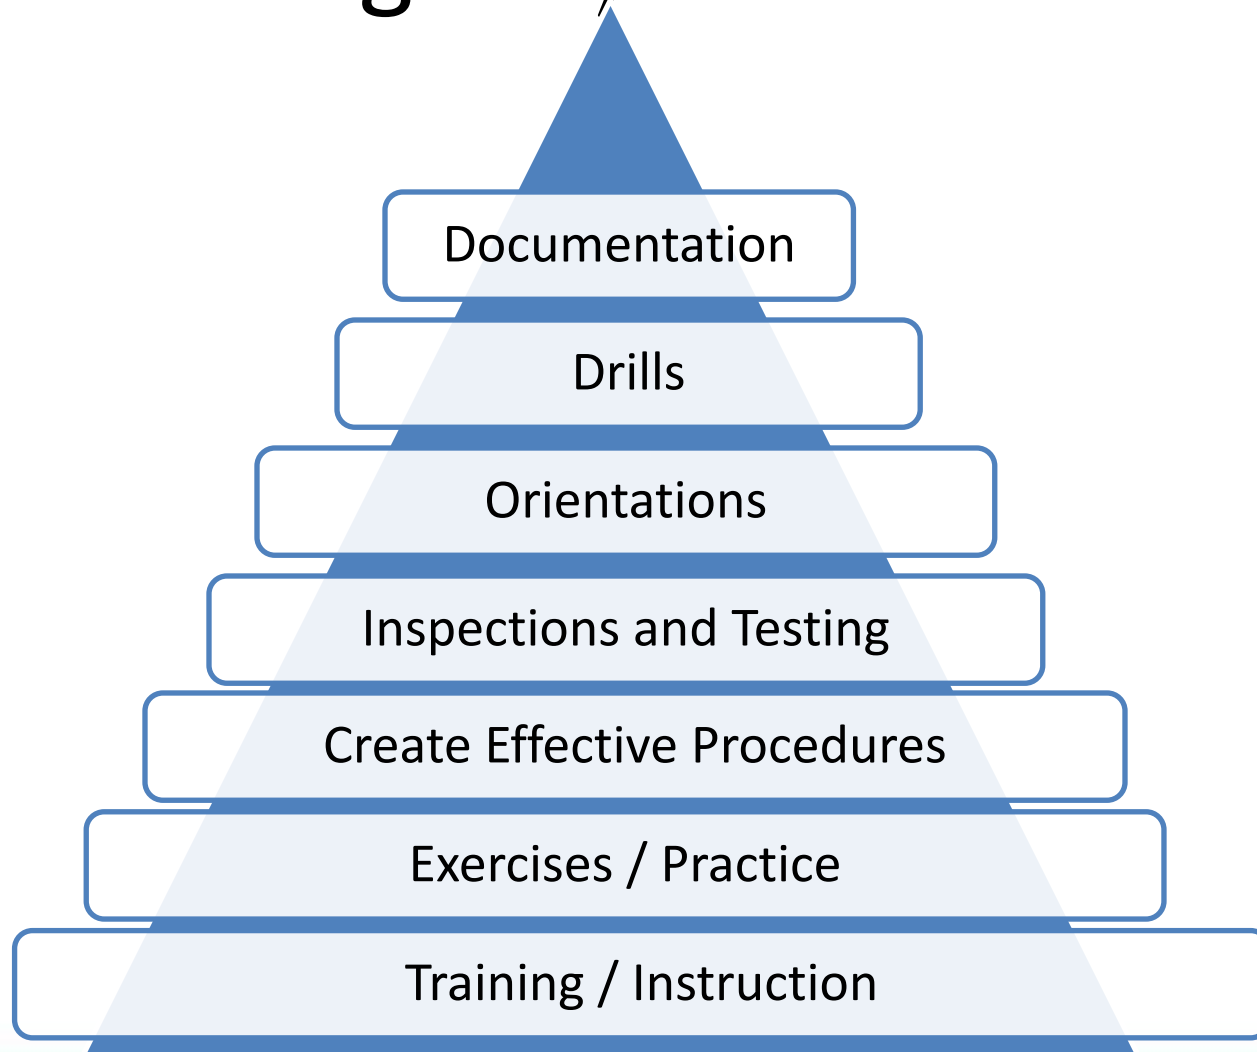 Documentation
Drills
Orientations
Inspections and Testing
Create Effective Procedures
Exercises / Practice
Training / Instruction